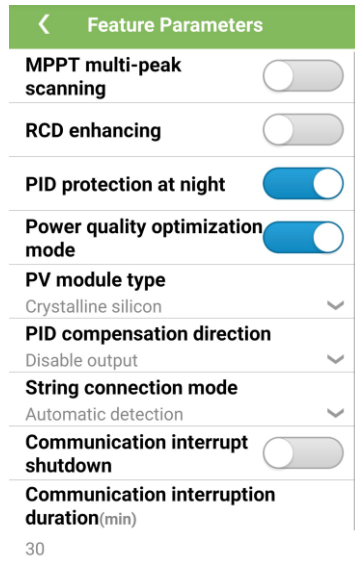 Feature Parameters
MPPT multi-peak
scanning
RCD enhancing
PID protection at night
Power quality optimization
mode
PV module type
Crystalline silicon
PID compensation direction
Disable output
String connection mode
Automatic detection
Communication interrupt
shutdown
Communication interruption
duration(min)
30